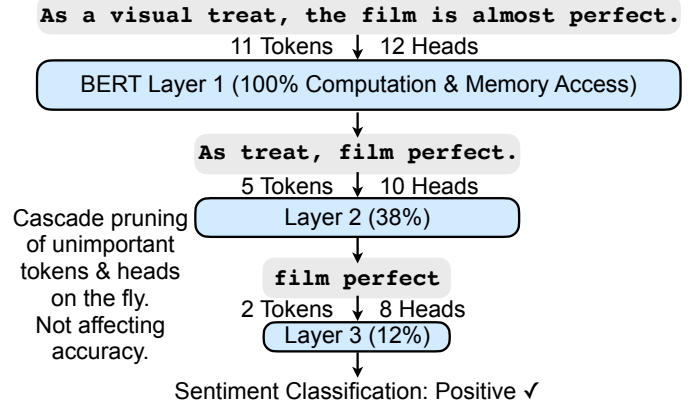 As a visual treat, the film is almost perfect.
11 Tokens 12 Heads
BERT Layer 1 (100% Computation & Memory Access)
As treat, film perfect.
5 Tokens 10 Heads
Layer 2 (38%)
Cascade pruning
of unimportant
tokens & heads
on the fly.
Not affecting
accuracy.
film perfect
2 Tokens 8 Heads
Layer 3 (12%)
Sentiment Classification: Positive ✓